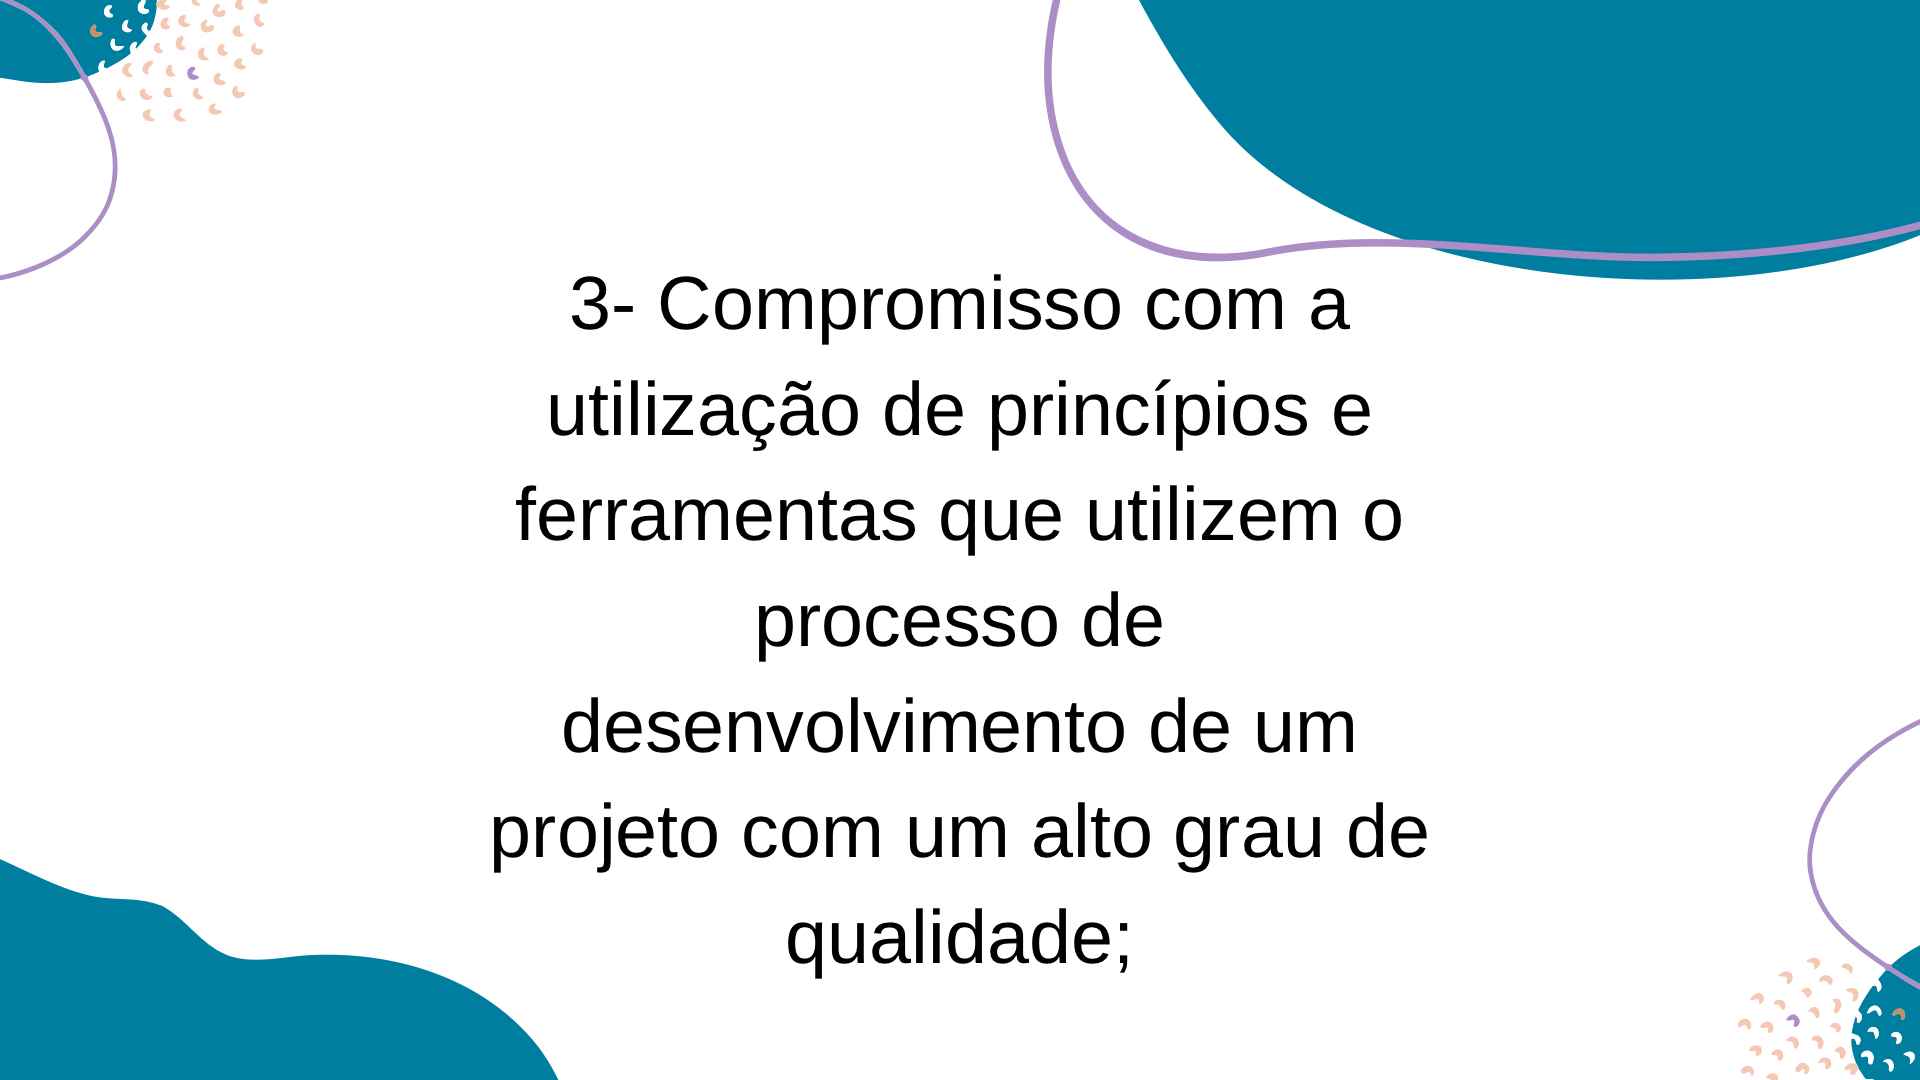 3- Compromisso com a
utilização de princípios e
ferramentas que utilizem o
processo de
desenvolvimento de um
projeto com um alto grau de
qualidade;